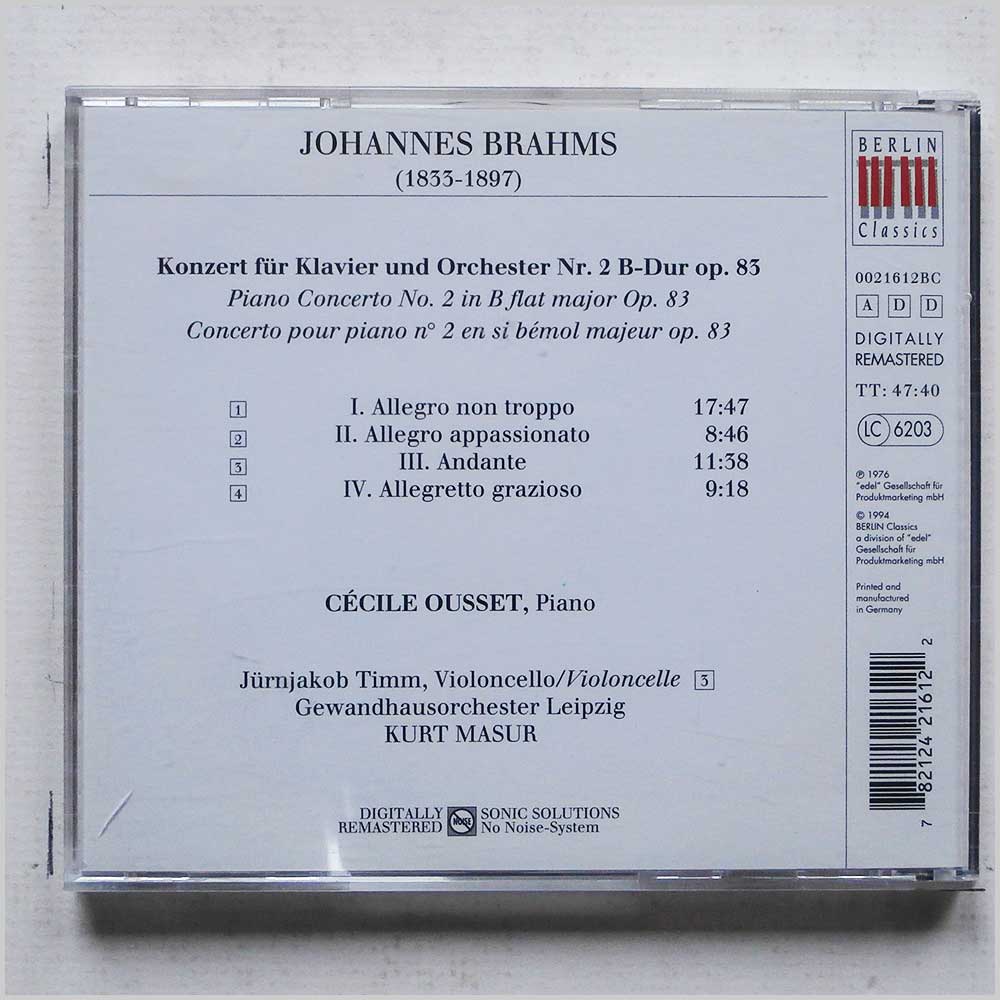 JOHANNES BRAHMS
(1833-1897)
Konzert für Klavier und Orchester Nr. 2 B-Dur op. 83
Piano Concerto No. 2 in B flat major Op. 83
Concerto pour piano n° 2 en si bémol majeur op. 83
1 I. Allegro non troppo 17:47
2 II. Allegro appassionato 8:46
3 III. Andante 11:38
4 IV. Allegretto grazioso 9:18
CÉCILE OUSSET, Piano
Jürnjakob Timm, Violoncello/Violoncelle 3
Gewandhausorchester Leipzig
KURT MASUR
DIGITALLY
REMASTERED
NOISE
SONIC SOLUTIONS
No Noise-System
BERLIN
Classics
0021612BC
A D D
DIGITALLY
REMASTERED
TT: 47:40
LC 6203
℗ 1976
"edel" Gesellschaft für
Produktmarketing mbH
© 1994
BERLIN Classics
a division of "edel"
Gesellschaft für
Produktmarketing mbH
Printed and
manufactured
in Germany
7 82124 21612 2